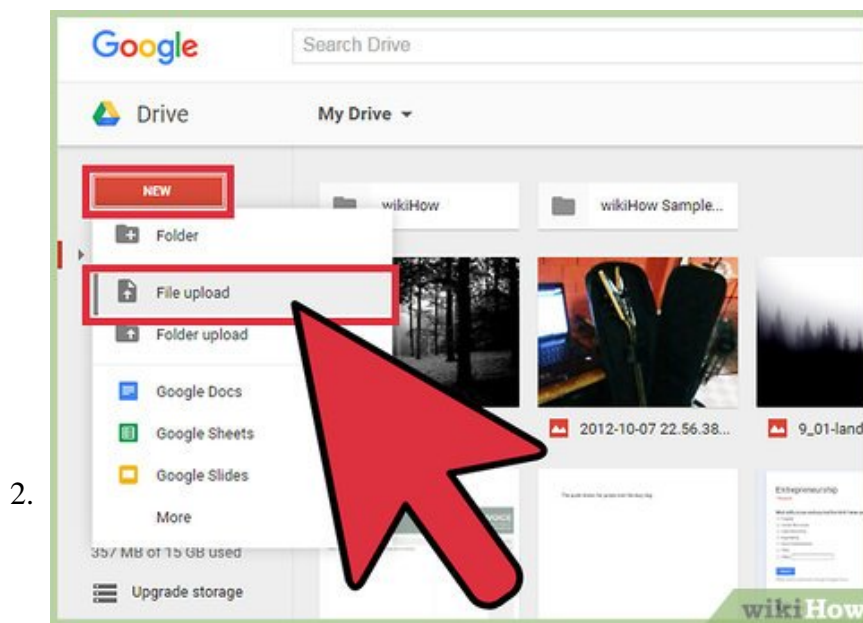 Google
Search Drive
Drive
My Drive
NEW
wikiHow
wikiHow Sample...
Folder
File upload
Folder upload
Google Docs
2012-10-07 22.56.38...
9_01-land
Google Sheets
Google Slides
2.
More
Entrepreneurship
VOICE
357 MB of 15 GB used
Upgrade storage
wikiHow